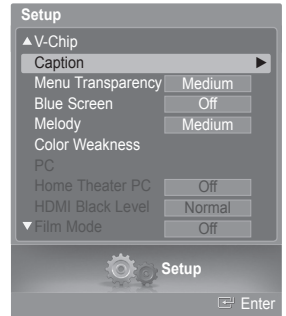 Setup
▲ V-Chip
Caption ►
Menu Transparency Medium
Blue Screen Off
Melody Medium
Color Weakness
PC
Home Theater PC Off
HDMI Black Level Normal
▼ Film Mode Off
Setup
Enter